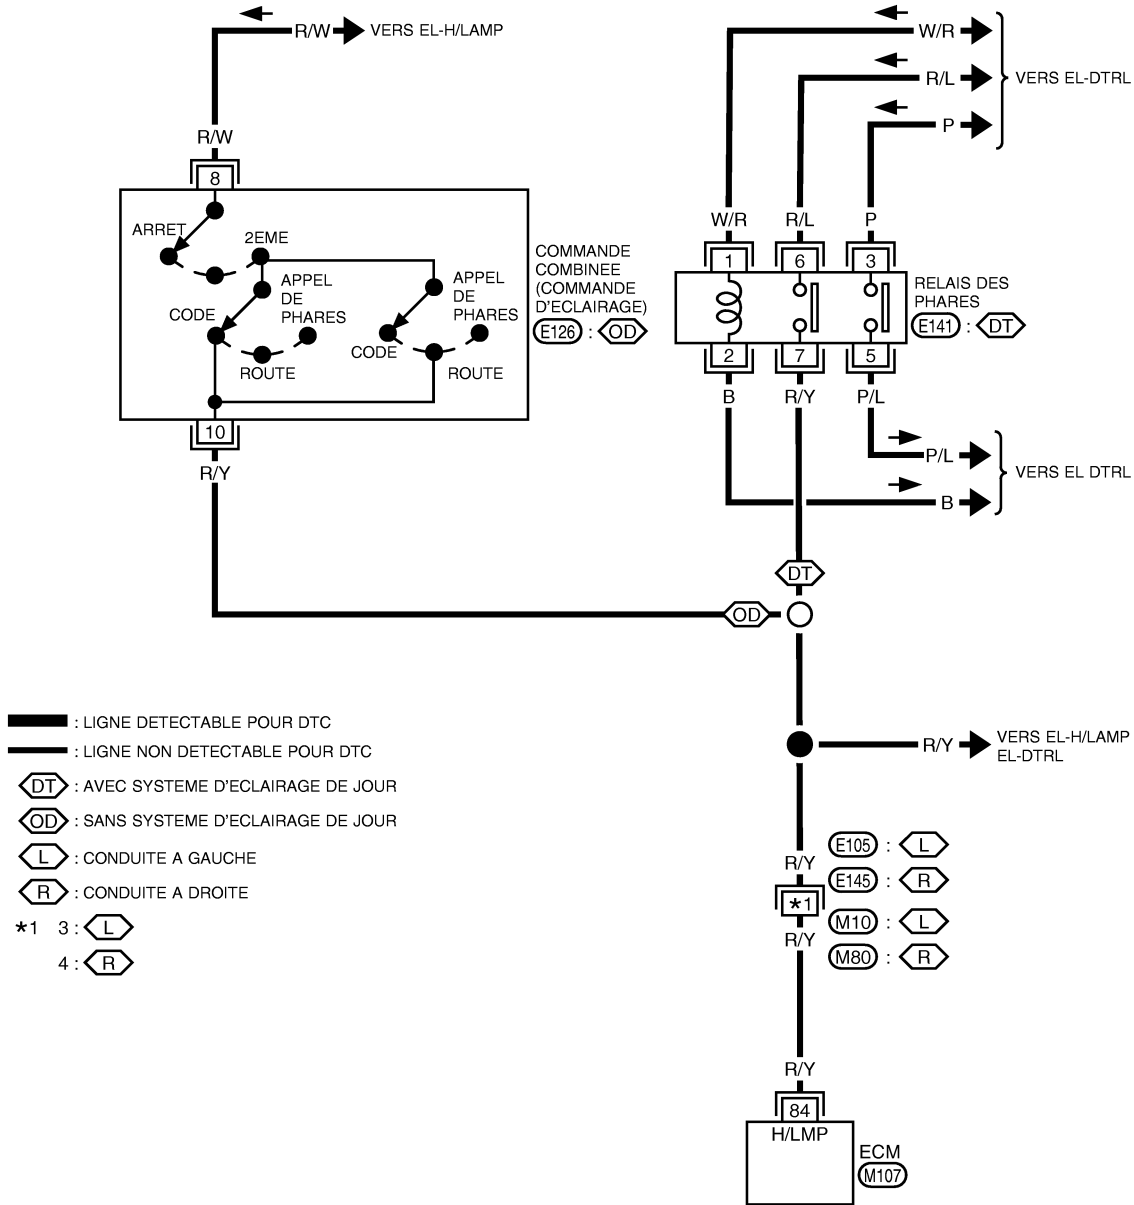 R/W VERS EL-H/LAMP
W/R
R/L VERS EL-DTRL
P
R/W
8
W/R R/L P
1 6 3
ARRET
2EME
APPEL
DE
PHARES
CODE
ROUTE
APPEL
DE
PHARES
CODE
ROUTE
COMMANDE
COMBINEE
(COMMANDE
D'ECLAIRAGE)
E126 : OD
RELAIS DES
PHARES
E141 : DT
2 7 5
B R/Y P/L
10
R/Y
P/L
VERS EL DTRL
B
DT
OD
R/Y VERS EL-H/LAMP
EL-DTRL
: LIGNE DETECTABLE POUR DTC
: LIGNE NON DETECTABLE POUR DTC
DT : AVEC SYSTEME D'ECLAIRAGE DE JOUR
OD : SANS SYSTEME D'ECLAIRAGE DE JOUR
L : CONDUITE A GAUCHE
R : CONDUITE A DROITE
*1 3 : L
4 : R
R/Y
E105 : L
E145 : R
*1
M10 : L
R/Y
M80 : R
R/Y
84
H/LMP
ECM
M107